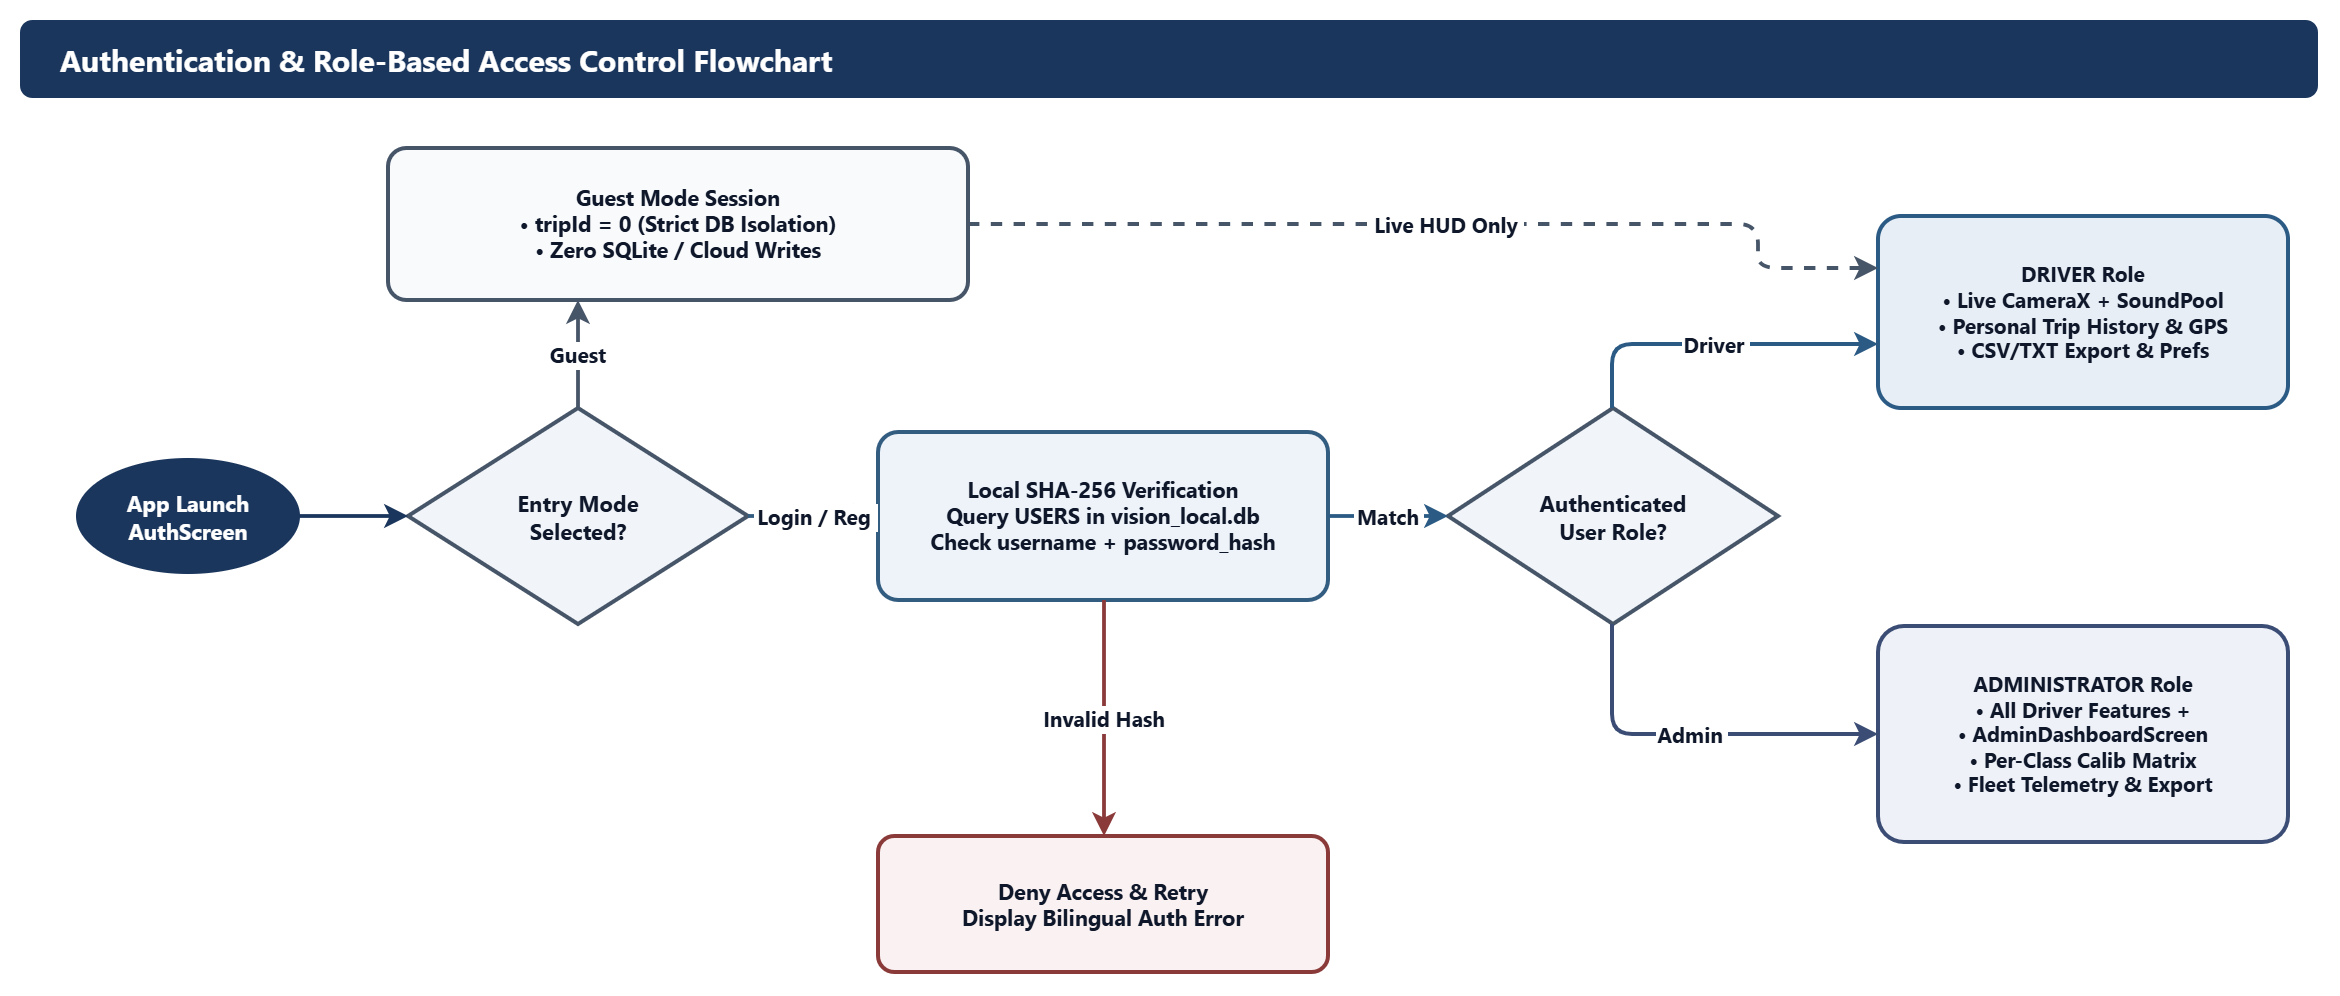 Authentication & Role-Based Access Control Flowchart
Guest Mode Session
• tripId = 0 (Strict DB Isolation)
• Zero SQLite / Cloud Writes
Live HUD Only
DRIVER Role
• Live CameraX + SoundPool
• Personal Trip History & GPS
• CSV/TXT Export & Prefs
Guest
Driver
App Launch
AuthScreen
Entry Mode
Selected?
Login / Reg
Local SHA-256 Verification
Query USERS in vision_local.db
Check username + password_hash
Match
Authenticated
User Role?
Invalid Hash
Admin
ADMINISTRATOR Role
• All Driver Features +
• AdminDashboardScreen
• Per-Class Calib Matrix
• Fleet Telemetry & Export
Deny Access & Retry
Display Bilingual Auth Error